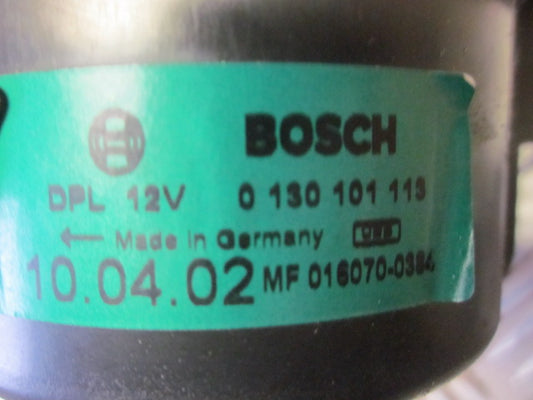 BOSCH
DPL 12V 0 130 101 113
Made in Germany
10.04.02 MF 016070-0384